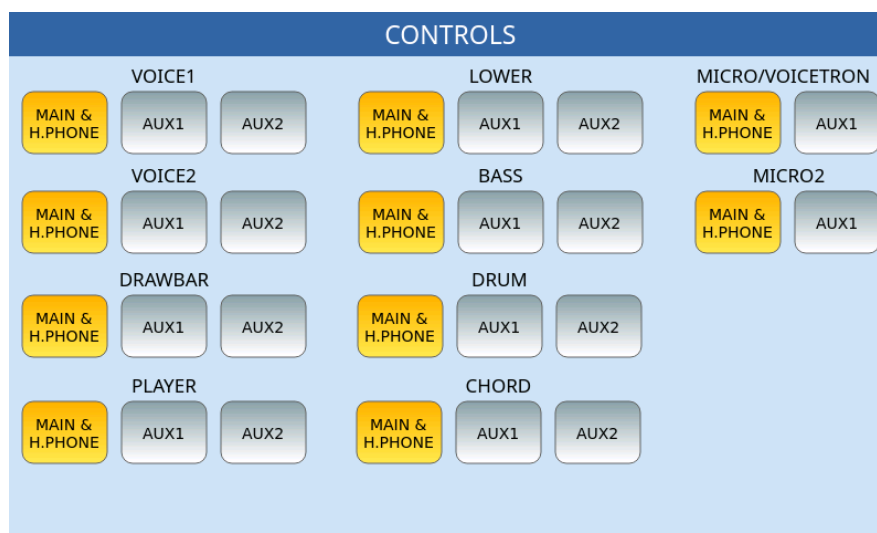 CONTROLS
VOICE1
MAIN & H.PHONE
AUX1
AUX2
LOWER
MAIN & H.PHONE
AUX1
AUX2
MICRO/VOICETRON
MAIN & H.PHONE
AUX1
VOICE2
MAIN & H.PHONE
AUX1
AUX2
BASS
MAIN & H.PHONE
AUX1
AUX2
MICRO2
MAIN & H.PHONE
AUX1
DRAWBAR
MAIN & H.PHONE
AUX1
AUX2
DRUM
MAIN & H.PHONE
AUX1
AUX2
PLAYER
MAIN & H.PHONE
AUX1
AUX2
CHORD
MAIN & H.PHONE
AUX1
AUX2